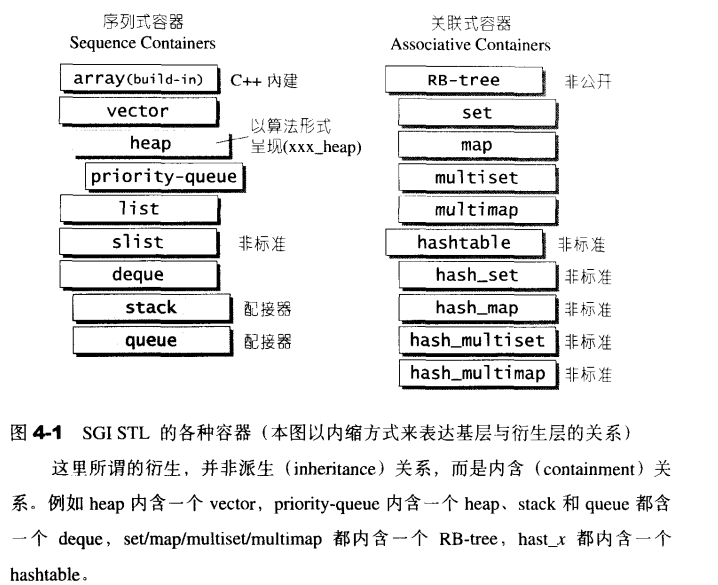 序列式容器
Sequence Containers
array(build-in) C++ 内建
vector
heap
以算法形式
呈现(xxx_heap)
priority-queue
list
slist 非标准
deque
stack 配接器
queue 配接器
关联式容器
Associative Containers
RB-tree 非公开
set
map
multiset
multimap
hashtable 非标准
hash_set 非标准
hash_map 非标准
hash_multiset 非标准
hash_multimap 非标准
图 4-1 SGI STL 的各种容器（本图以内缩方式来表达基层与衍生层的关系）
这里所谓的衍生，并非派生（inheritance）关系，而是内含（containment）关
系。例如 heap 内含一个 vector，priority-queue 内含一个 heap、stack 和 queue 都含
一个 deque，set/map/multiset/multimap 都内含一个 RB-tree，hast_x 都内含一个
hashtable。